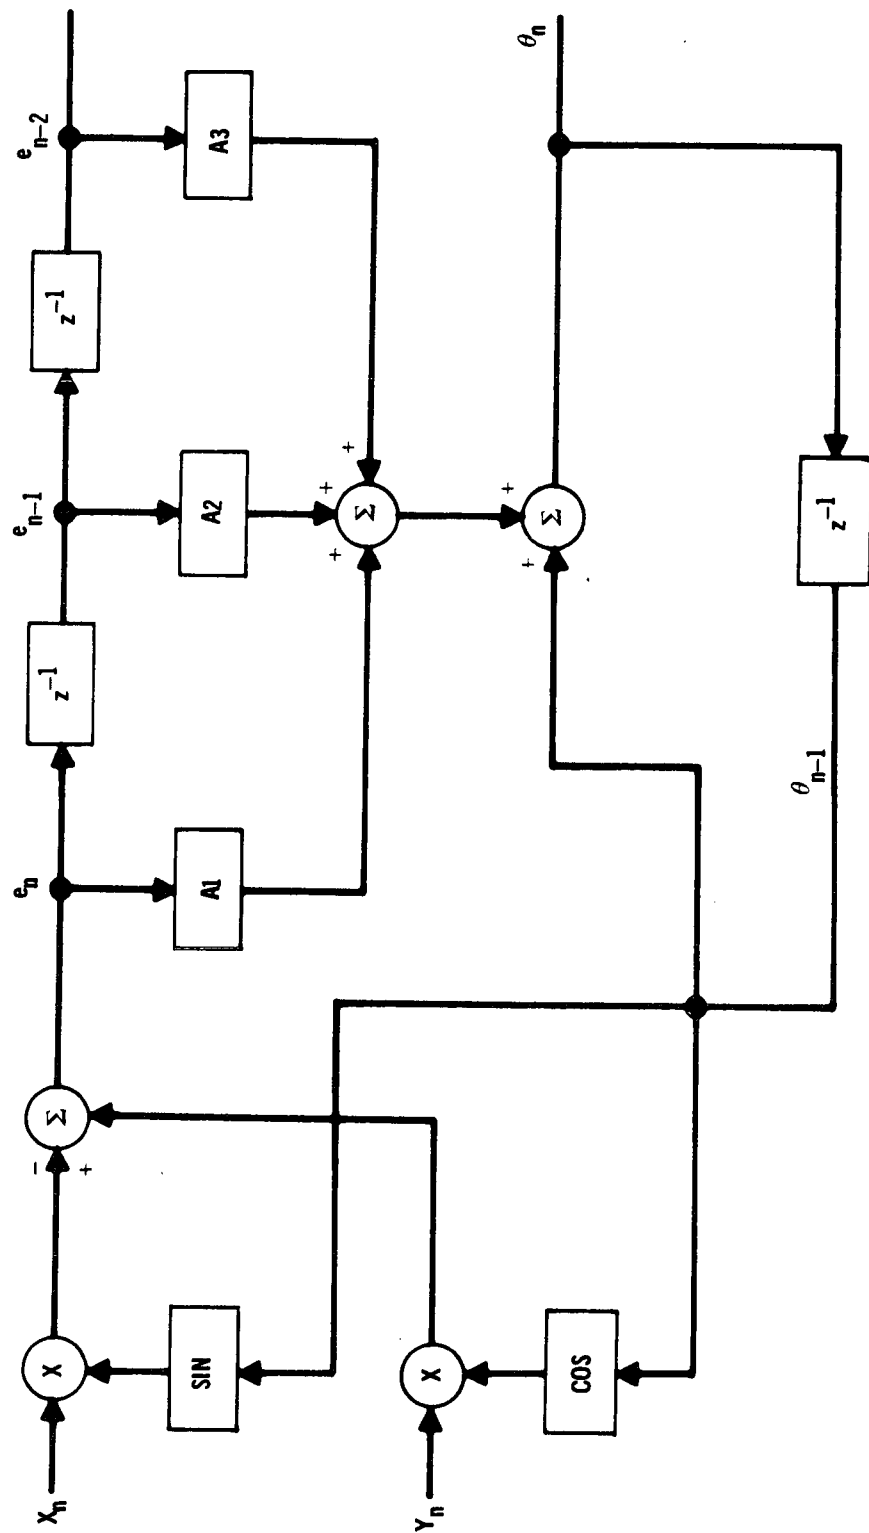 e_n
e_{n-1}
e_{n-2}
X_n
X
Σ
z^{-1}
z^{-1}
-
+
SIN
A1
A2
A3
+
+
+
Σ
Y_n
X
+
+
Σ
θ_n
COS
θ_{n-1}
z^{-1}